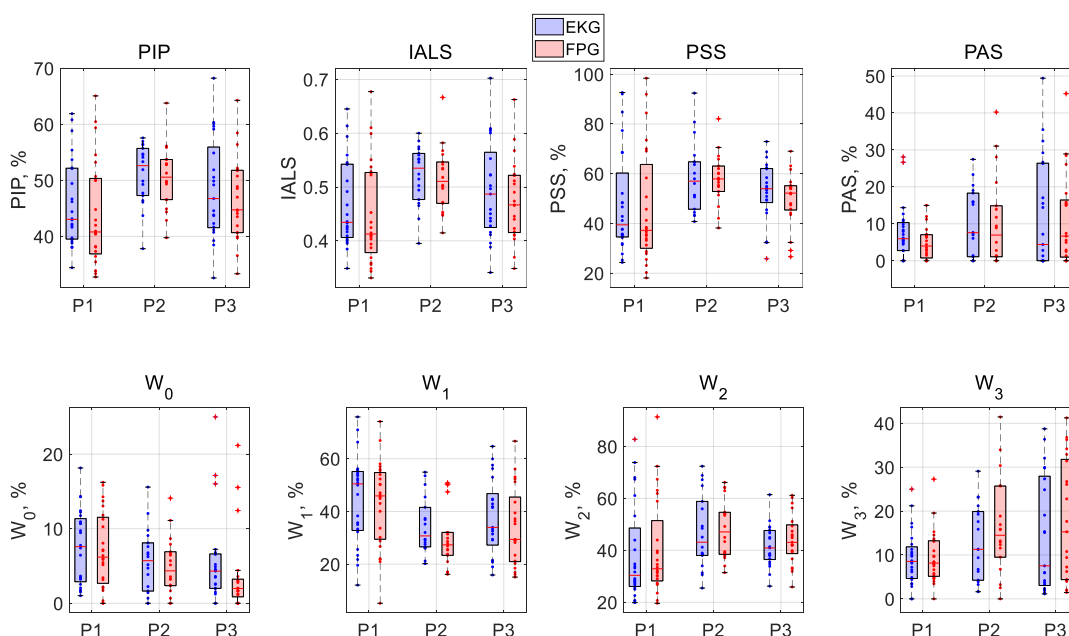 EKG
FPG
PIP
IALS
PSS
PAS
70
60
50
40
PIP, %
P1 P2 P3
0.7
0.6
0.5
0.4
IALS
P1 P2 P3
100
80
60
40
20
PSS, %
P1 P2 P3
50
40
30
20
10
0
PAS, %
P1 P2 P3
W0
W1
W2
W3
20
10
0
W0, %
P1 P2 P3
60
40
20
W1, %
P1 P2 P3
80
60
40
20
W2, %
P1 P2 P3
40
30
20
10
0
W3, %
P1 P2 P3